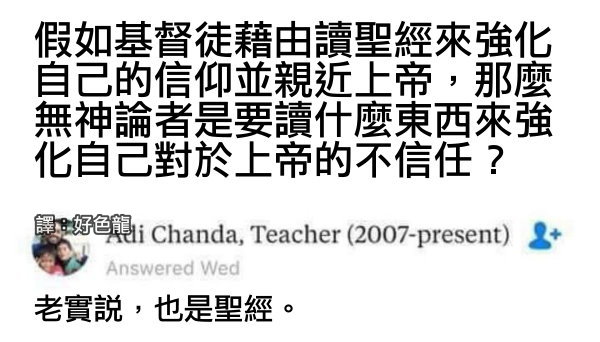 假如基督徒藉由讀聖經來強化
自己的信仰並親近上帝，那麼
無神論者是要讀什麼東西來強
化自己對於上帝的不信任？
譯：好色龍
Adi Chanda, Teacher (2007-present)
Answered Wed
老實説，也是聖經。